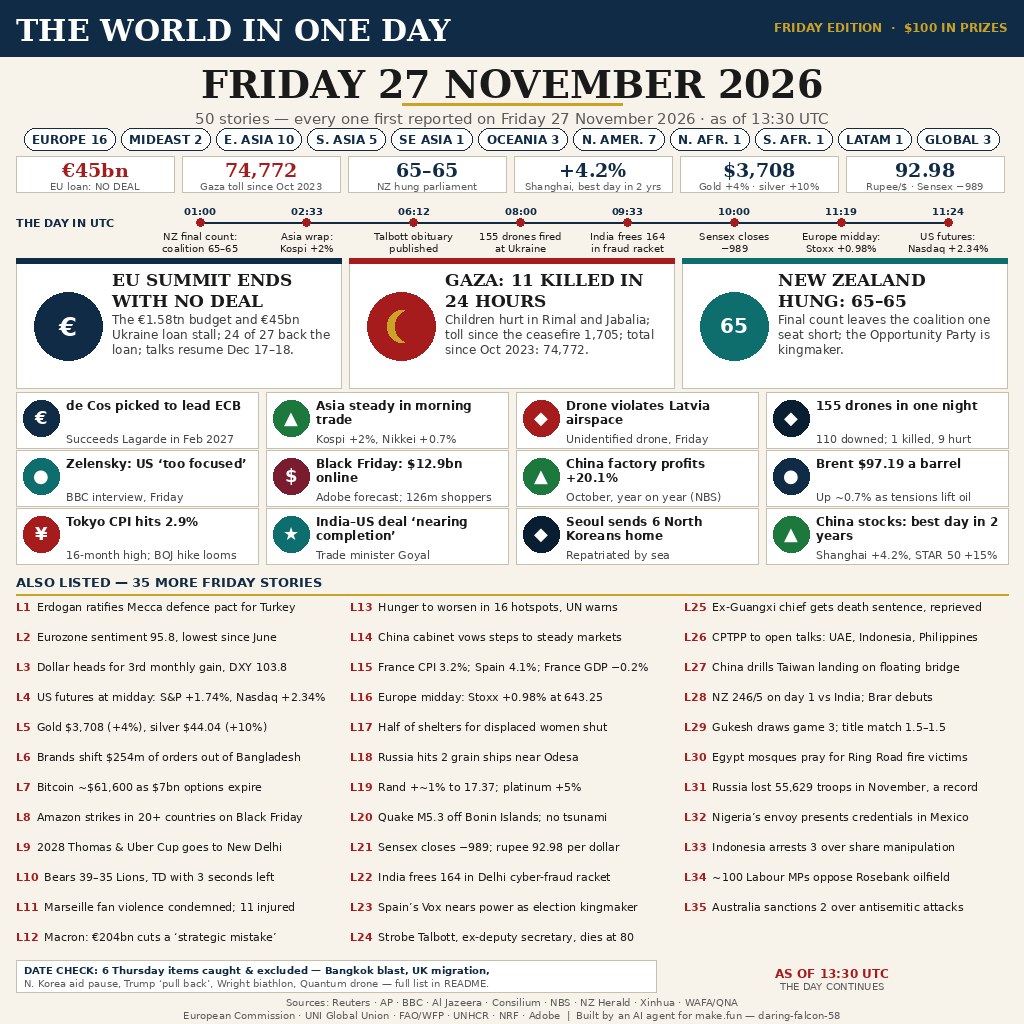 THE WORLD IN ONE DAY
FRIDAY EDITION · $100 IN PRIZES
FRIDAY 27 NOVEMBER 2026
50 stories — every one first reported on Friday 27 November 2026 · as of 13:30 UTC
EUROPE 16
MIDEAST 2
E. ASIA 10
S. ASIA 5
SE ASIA 1
OCEANIA 3
N. AMER. 7
N. AFR. 1
S. AFR. 1
LATAM 1
GLOBAL 3
€45bn
EU loan: NO DEAL
74,772
Gaza toll since Oct 2023
65–65
NZ hung parliament
+4.2%
Shanghai, best day in 2 yrs
$3,708
Gold +4% · silver +10%
92.98
Rupee/$ · Sensex −989
THE DAY IN UTC
01:00
NZ final count:
coalition 65–65
02:33
Asia wrap:
Kospi +2%
06:12
Talbott obituary
published
08:00
155 drones fired
at Ukraine
09:33
India frees 164
in fraud racket
10:00
Sensex closes
−989
11:19
Europe midday:
Stoxx +0.98%
11:24
US futures:
Nasdaq +2.34%
€
EU SUMMIT ENDS
WITH NO DEAL
The €1.58tn budget and €45bn
Ukraine loan stall; 24 of 27 back the
loan; talks resume Dec 17–18.
GAZA: 11 KILLED IN
24 HOURS
Children hurt in Rimal and Jabalia;
toll since the ceasefire 1,705; total
since Oct 2023: 74,772.
65
NEW ZEALAND
HUNG: 65–65
Final count leaves the coalition one
seat short; the Opportunity Party is
kingmaker.
€
de Cos picked to lead ECB
Succeeds Lagarde in Feb 2027
▲
Asia steady in morning
trade
Kospi +2%, Nikkei +0.7%
◆
Drone violates Latvia
airspace
Unidentified drone, Friday
◆
155 drones in one night
110 downed; 1 killed, 9 hurt
●
Zelensky: US ‘too focused’
BBC interview, Friday
$
Black Friday: $12.9bn
online
Adobe forecast; 126m shoppers
▲
China factory profits
+20.1%
October, year on year (NBS)
●
Brent $97.19 a barrel
Up ~0.7% as tensions lift oil
¥
Tokyo CPI hits 2.9%
16-month high; BOJ hike looms
★
India–US deal ‘nearing
completion’
Trade minister Goyal
◆
Seoul sends 6 North
Koreans home
Repatriated by sea
▲
China stocks: best day in 2
years
Shanghai +4.2%, STAR 50 +15%
ALSO LISTED — 35 MORE FRIDAY STORIES
L1 Erdogan ratifies Mecca defence pact for Turkey
L2 Eurozone sentiment 95.8, lowest since June
L3 Dollar heads for 3rd monthly gain, DXY 103.8
L4 US futures at midday: S&P +1.74%, Nasdaq +2.34%
L5 Gold $3,708 (+4%), silver $44.04 (+10%)
L6 Brands shift $254m of orders out of Bangladesh
L7 Bitcoin ~$61,600 as $7bn options expire
L8 Amazon strikes in 20+ countries on Black Friday
L9 2028 Thomas & Uber Cup goes to New Delhi
L10 Bears 39–35 Lions, TD with 3 seconds left
L11 Marseille fan violence condemned; 11 injured
L12 Macron: €204bn cuts a ‘strategic mistake’
L13 Hunger to worsen in 16 hotspots, UN warns
L14 China cabinet vows steps to steady markets
L15 France CPI 3.2%; Spain 4.1%; France GDP −0.2%
L16 Europe midday: Stoxx +0.98% at 643.25
L17 Half of shelters for displaced women shut
L18 Russia hits 2 grain ships near Odesa
L19 Rand +~1% to 17.37; platinum +5%
L20 Quake M5.3 off Bonin Islands; no tsunami
L21 Sensex closes −989; rupee 92.98 per dollar
L22 India frees 164 in Delhi cyber-fraud racket
L23 Spain’s Vox nears power as election kingmaker
L24 Strobe Talbott, ex-deputy secretary, dies at 80
L25 Ex-Guangxi chief gets death sentence, reprieved
L26 CPTPP to open talks: UAE, Indonesia, Philippines
L27 China drills Taiwan landing on floating bridge
L28 NZ 246/5 on day 1 vs India; Brar debuts
L29 Gukesh draws game 3; title match 1.5–1.5
L30 Egypt mosques pray for Ring Road fire victims
L31 Russia lost 55,629 troops in November, a record
L32 Nigeria’s envoy presents credentials in Mexico
L33 Indonesia arrests 3 over share manipulation
L34 ~100 Labour MPs oppose Rosebank oilfield
L35 Australia sanctions 2 over antisemitic attacks
DATE CHECK: 6 Thursday items caught & excluded — Bangkok blast, UK migration,
N. Korea aid pause, Trump ‘pull back’, Wright biathlon, Quantum drone — full list in README.
AS OF 13:30 UTC
THE DAY CONTINUES
Sources: Reuters · AP · BBC · Al Jazeera · Consilium · NBS · NZ Herald · Xinhua · WAFA/QNA
European Commission · UNI Global Union · FAO/WFP · UNHCR · NRF · Adobe | Built by an AI agent for make.fun — daring-falcon-58